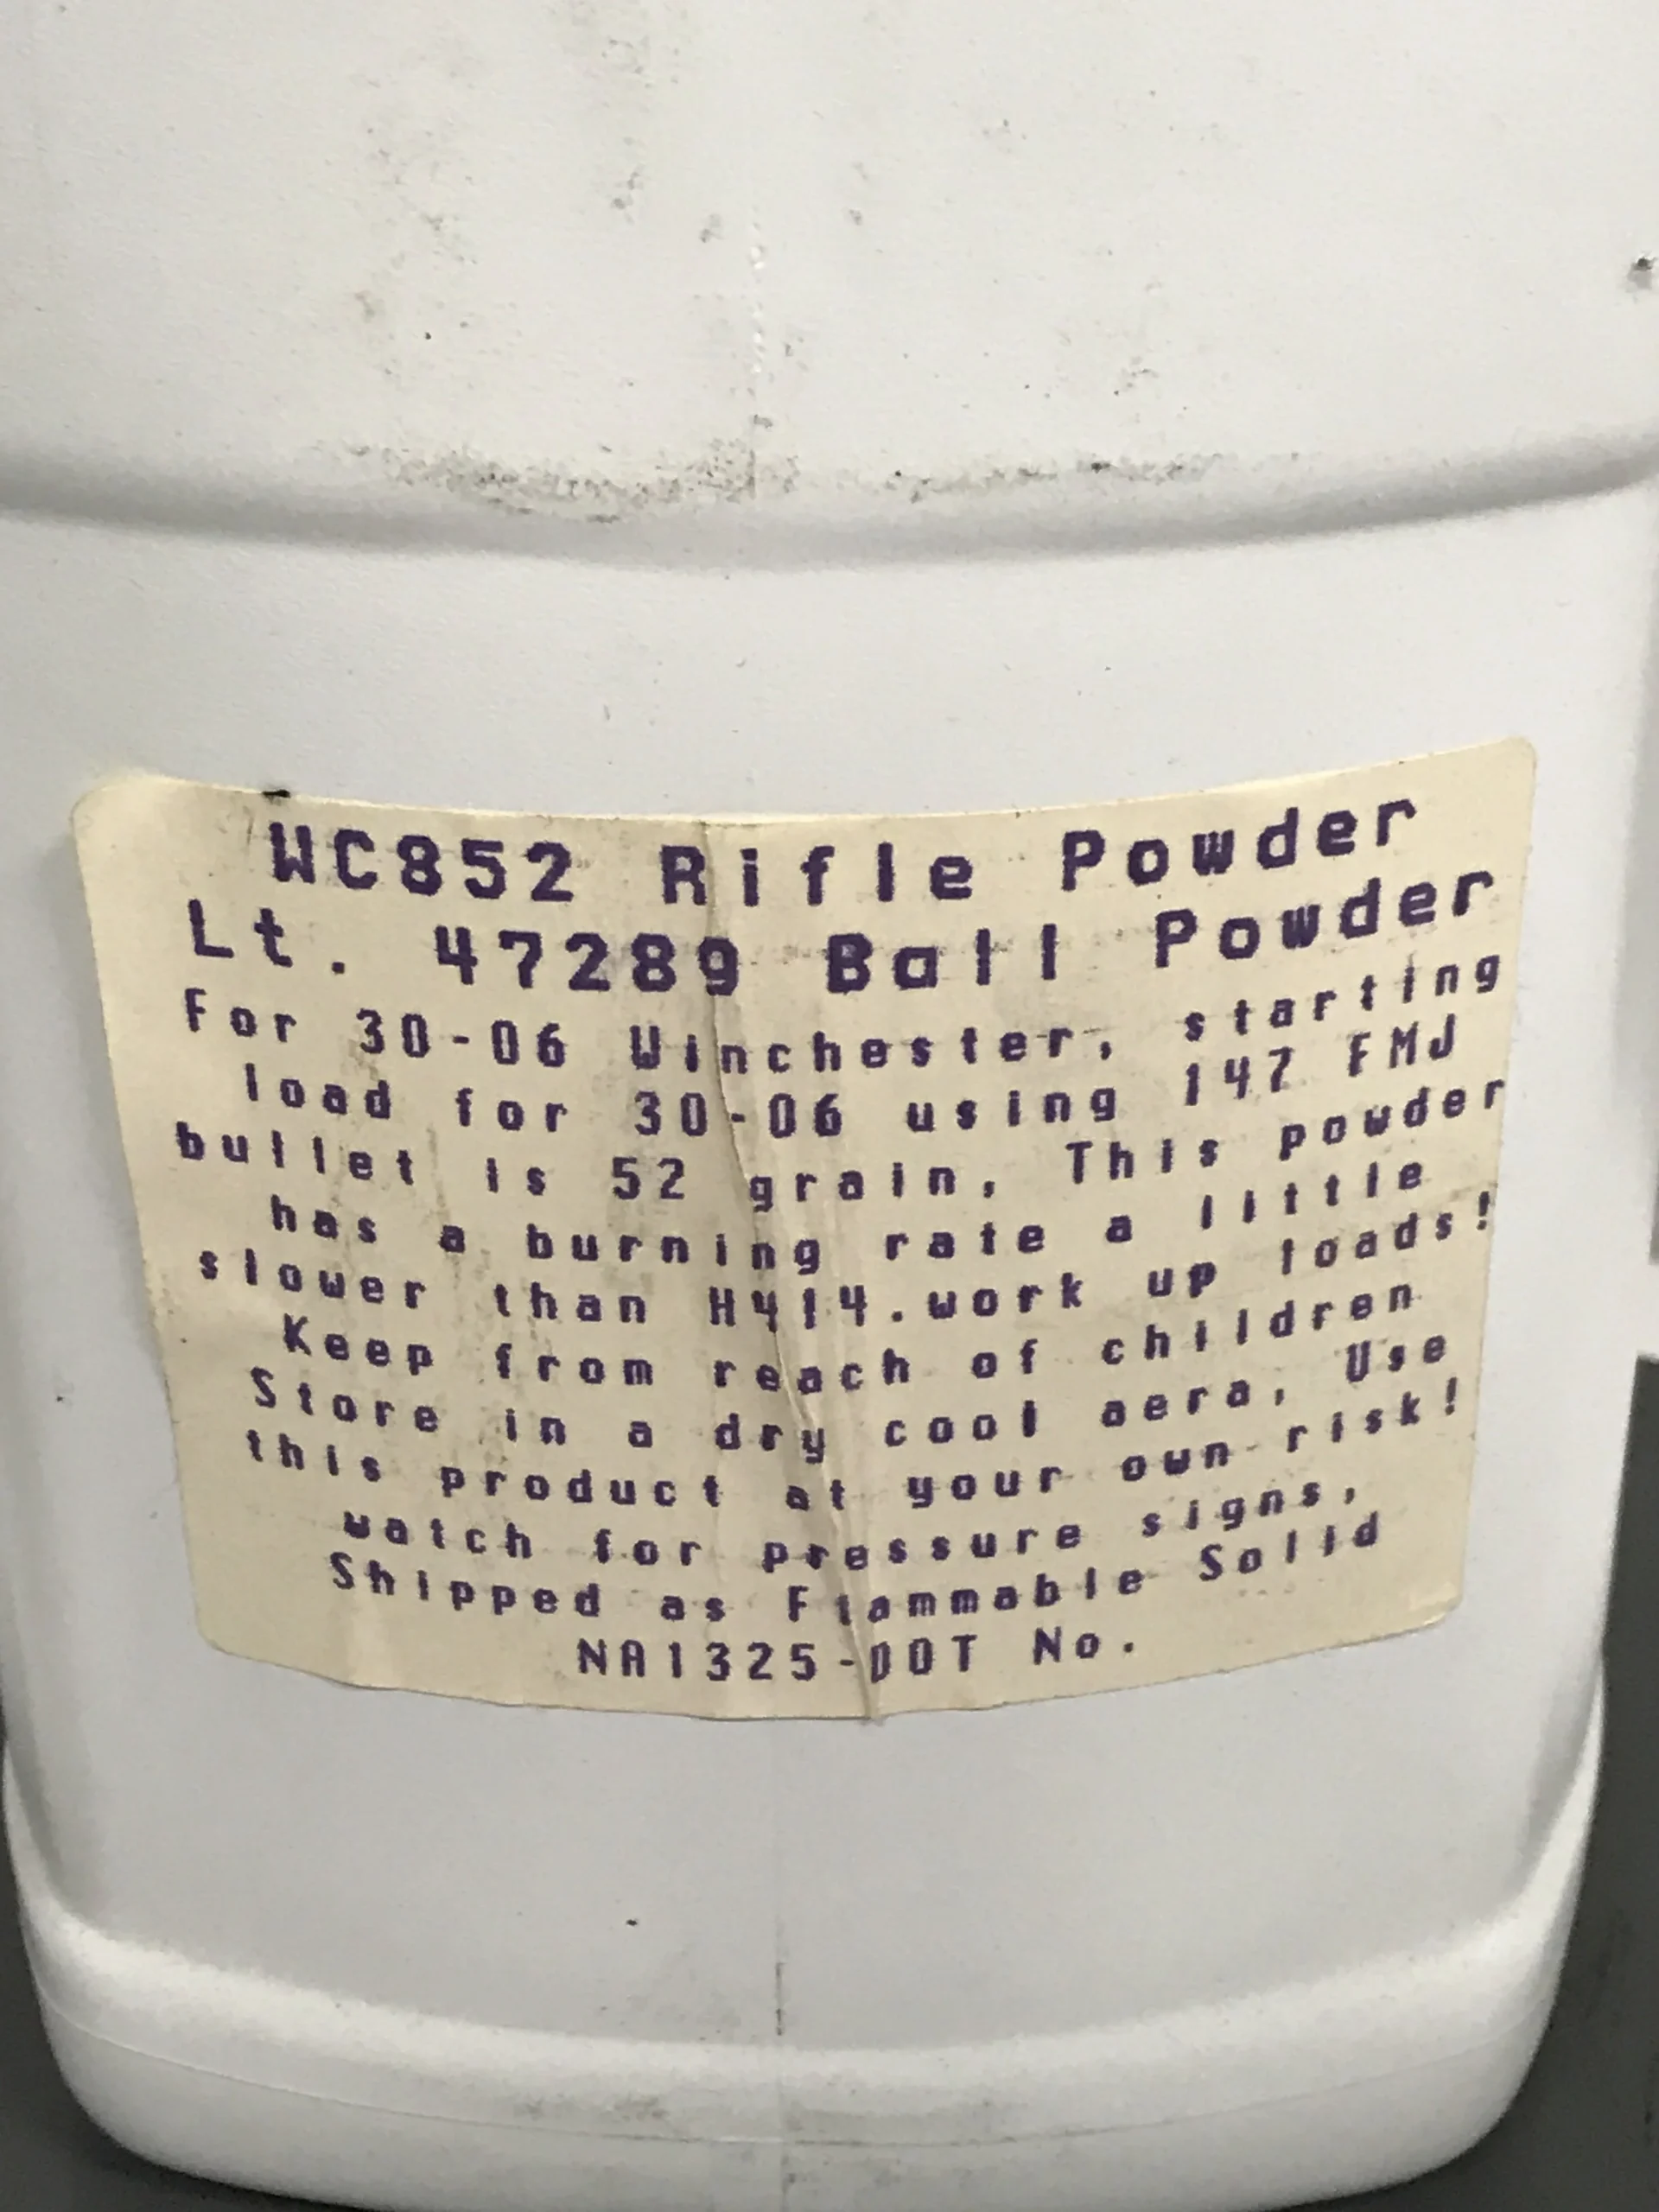 WC852 Rifle Powder
Lt. 47289 Ball Powder
For 30-06 Winchester, starting
load for 30-06 using 147 FMJ
bullet is 52 grain, This powder
has a burning rate a little
slower than H414.work up loads!
Keep from reach of children
Store in a dry cool aera, Use
this product at your own risk!
watch for pressure signs,
Shipped as Flammable Solid
NA1325-DOT No.